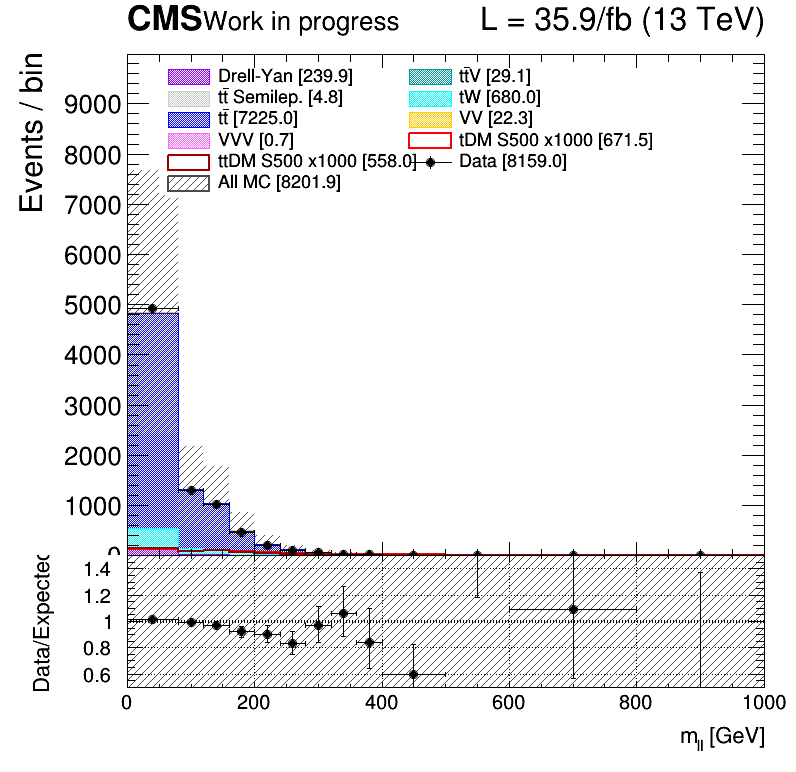 CMS Work in progress L = 35.9/fb (13 TeV)
Events / bin
Drell-Yan [239.9] tt̄V [29.1]
tt̄ Semilep. [4.8] tW [680.0]
tt̄ [7225.0] VV [22.3]
VVV [0.7] tDM S500 x1000 [671.5]
ttDM S500 x1000 [558.0] Data [8159.0]
All MC [8201.9]
9000
8000
7000
6000
5000
4000
3000
2000
1000
0
Data/Expected
1.4
1.2
1
0.8
0.6
0 200 400 600 800 1000
m_ll [GeV]